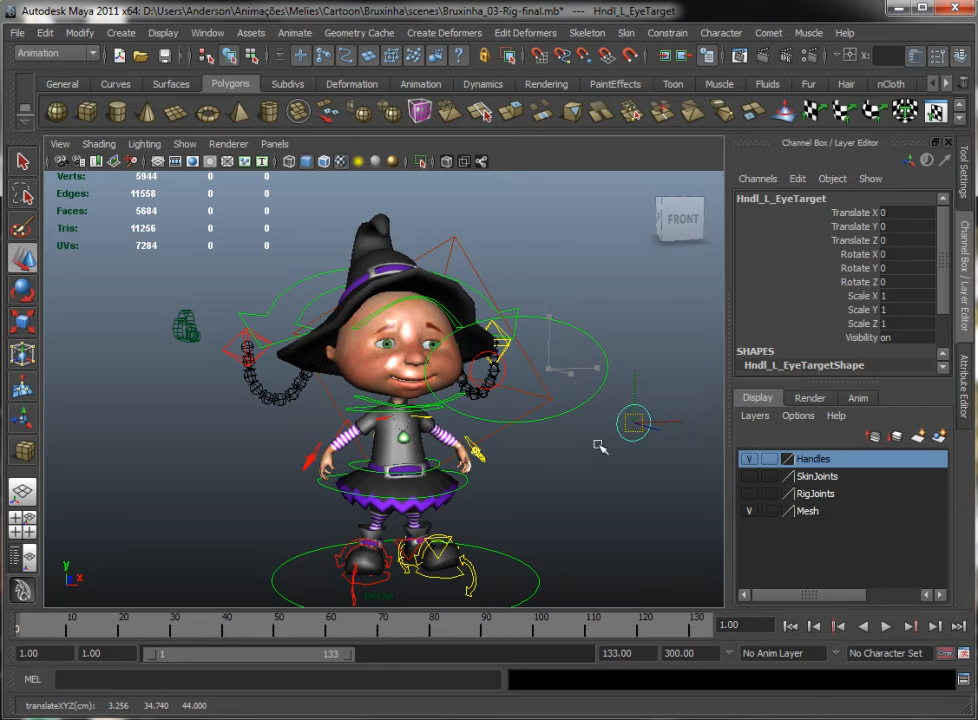 Autodesk Maya 2011 x64: D:\Users\Anderson\Animações\Melies\Cartoon\Bruxinha\scenes\Bruxinha_03-Rig-final.mb* --- Hndl_L_EyeTarget
File Edit Modify Create Display Window Assets Animate Geometry Cache Create Deformers Edit Deformers Skeleton Skin Constrain Character Comet Muscle Help
Animation X:
General Curves Surfaces Polygons Subdivs Deformation Animation Dynamics Rendering PaintEffects Toon Muscle Fluids Fur Hair nCloth
View Shading Lighting Show Renderer Panels
Channel Box / Layer Editor
Verts: 5944 0 0
Edges: 11558 0 0
Faces: 5684 0 0
Tris: 11256 0 0
UVs: 7284 0 0
FRONT
Channels Edit Object Show
Hndl_L_EyeTarget
Translate X 0
Translate Y 0
Translate Z 0
Rotate X 0
Rotate Y 0
Rotate Z 0
Scale X 1
Scale Y 1
Scale Z 1
Visibility on
SHAPES
Hndl_L_EyeTargetShape
Display Render Anim
Layers Options Help
V Handles
SkinJoints
RigJoints
V Mesh
Tool Settings
Channel Box / Layer Editor
Attribute Editor
y
x
10 20 30 40 50 60 70 80 90 100 110 120 130
1.00
1.00 1.00 1 133 133.00 300.00 No Anim Layer No Character Set
MEL
translateXYZ(cm): 3.256 34.740 44.000